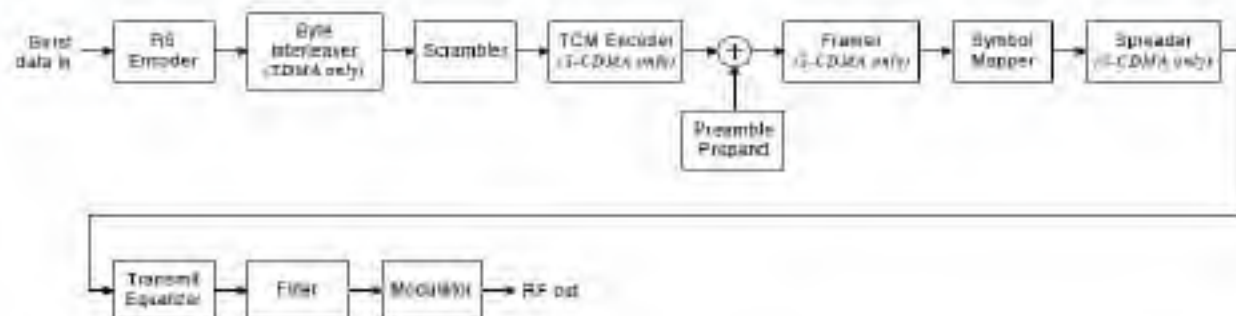 Burst
data in
RS
Encoder
Byte
Interleaver
(TDMA only)
Scrambler
TCM Encoder
(S-CDMA only)
Framer
(S-CDMA only)
Symbol
Mapper
Spreader
(S-CDMA only)
Preamble
Prepend
Transmit
Equalizer
Filter
Modulator
RF out